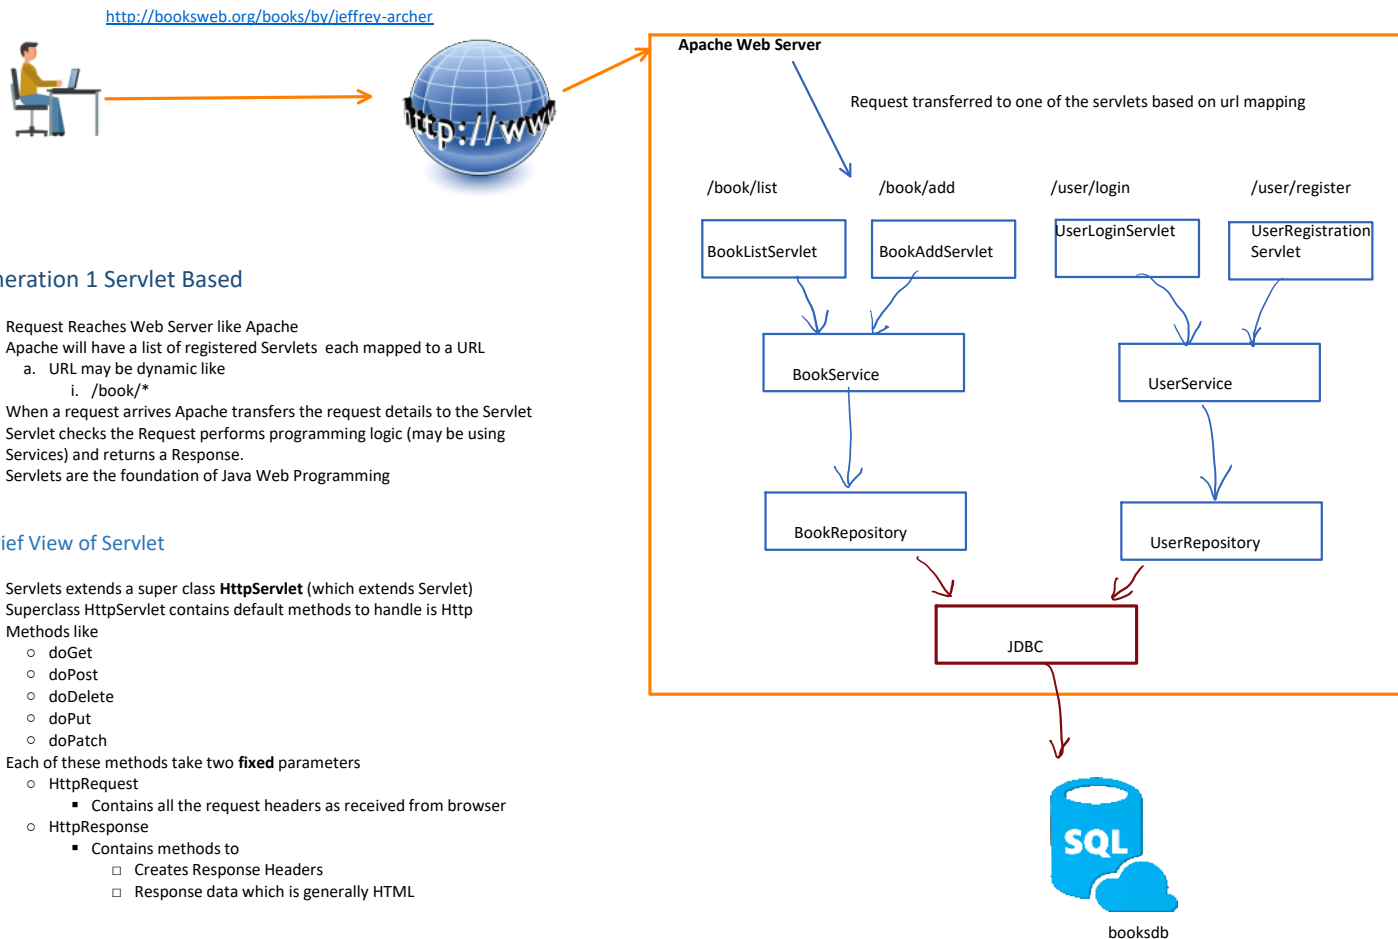 http://booksweb.org/books/by/jeffrey-archer
http://www
Apache Web Server
Request transferred to one of the servlets based on url mapping
/book/list
/book/add
/user/login
/user/register
BookListServlet
BookAddServlet
UserLoginServlet
UserRegistration
Servlet
BookService
UserService
BookRepository
UserRepository
JDBC
SQL
booksdb
neration 1 Servlet Based
Request Reaches Web Server like Apache
Apache will have a list of registered Servlets each mapped to a URL
a. URL may be dynamic like
i. /book/*
When a request arrives Apache transfers the request details to the Servlet
Servlet checks the Request performs programming logic (may be using
Services) and returns a Response.
Servlets are the foundation of Java Web Programming
ief View of Servlet
Servlets extends a super class HttpServlet (which extends Servlet)
Superclass HttpServlet contains default methods to handle is Http
Methods like
○ doGet
○ doPost
○ doDelete
○ doPut
○ doPatch
Each of these methods take two fixed parameters
○ HttpRequest
▪ Contains all the request headers as received from browser
○ HttpResponse
▪ Contains methods to
□ Creates Response Headers
□ Response data which is generally HTML